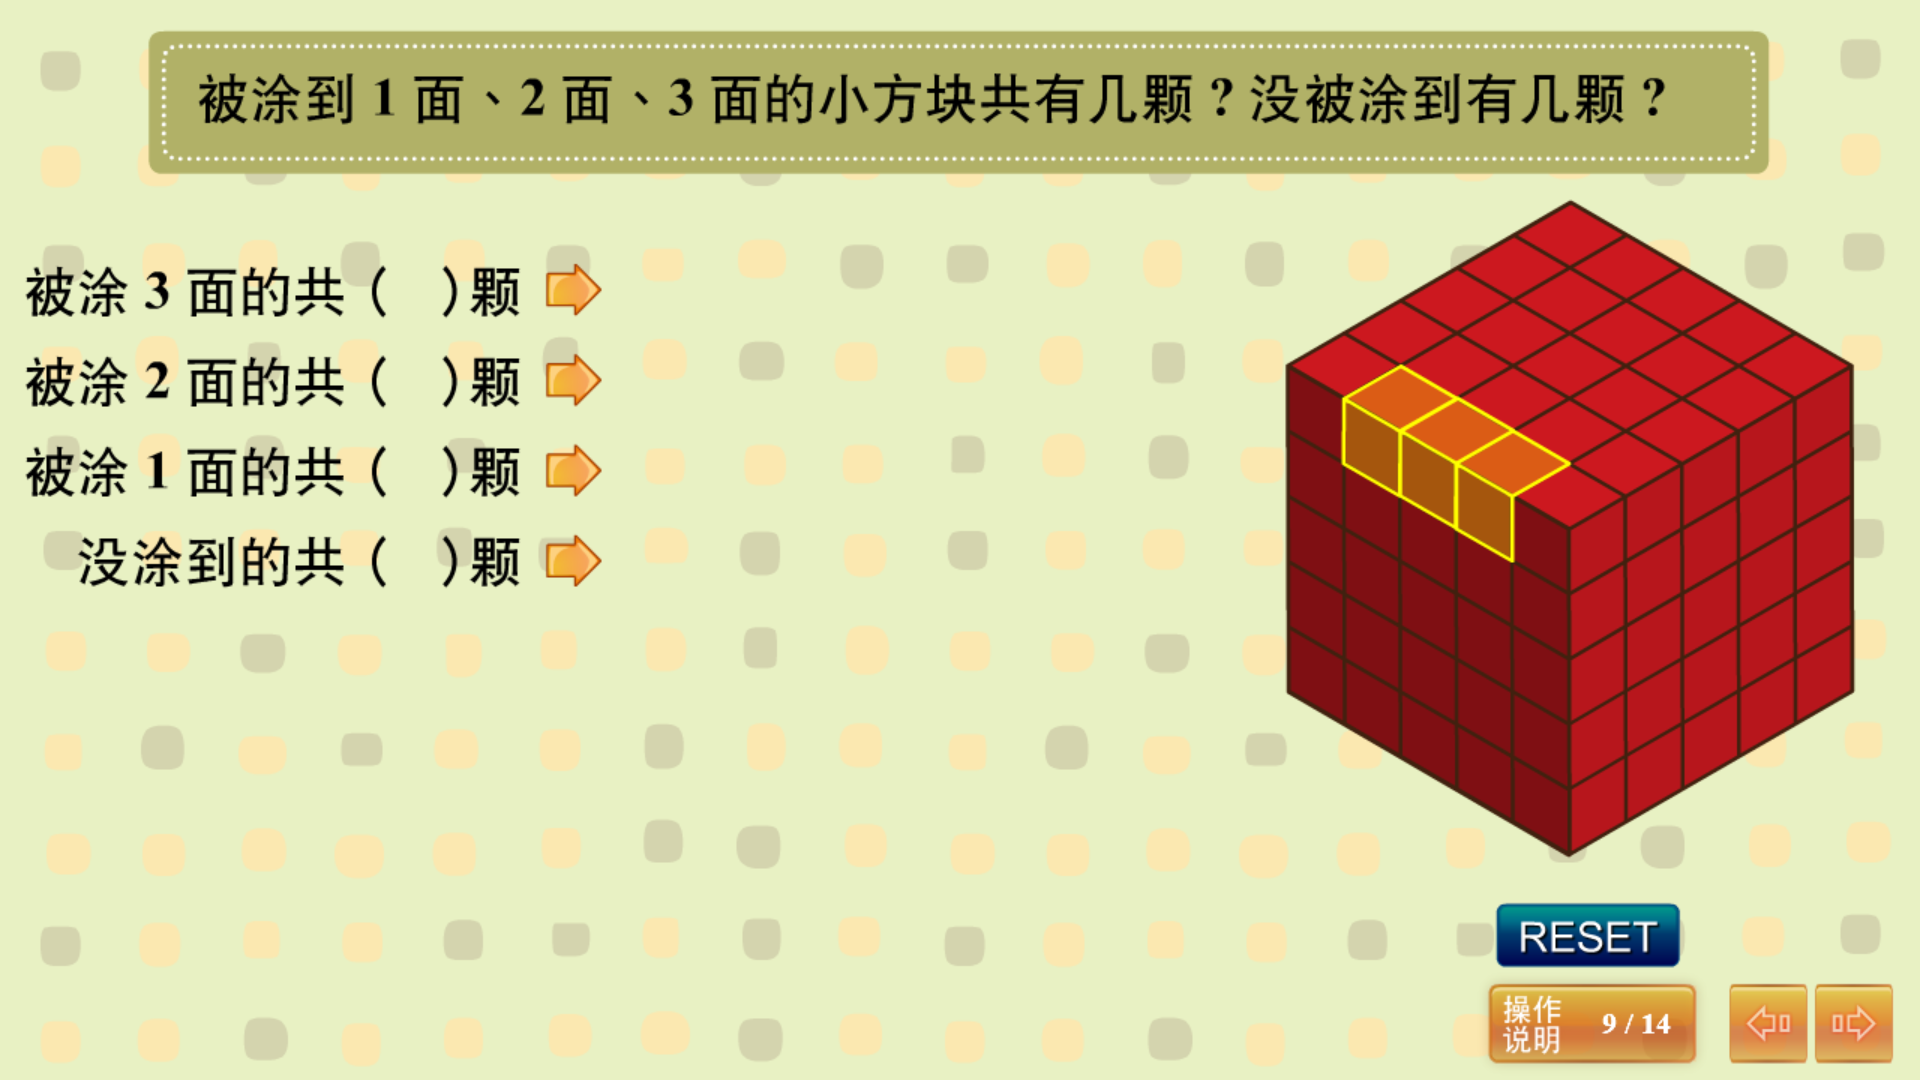 被涂到 1 面、2 面、3 面的小方块共有几颗？没被涂到有几颗？
被涂 3 面的共（ ）颗
被涂 2 面的共（ ）颗
被涂 1 面的共（ ）颗
没涂到的共（ ）颗
RESET
操作
说明
9 / 14